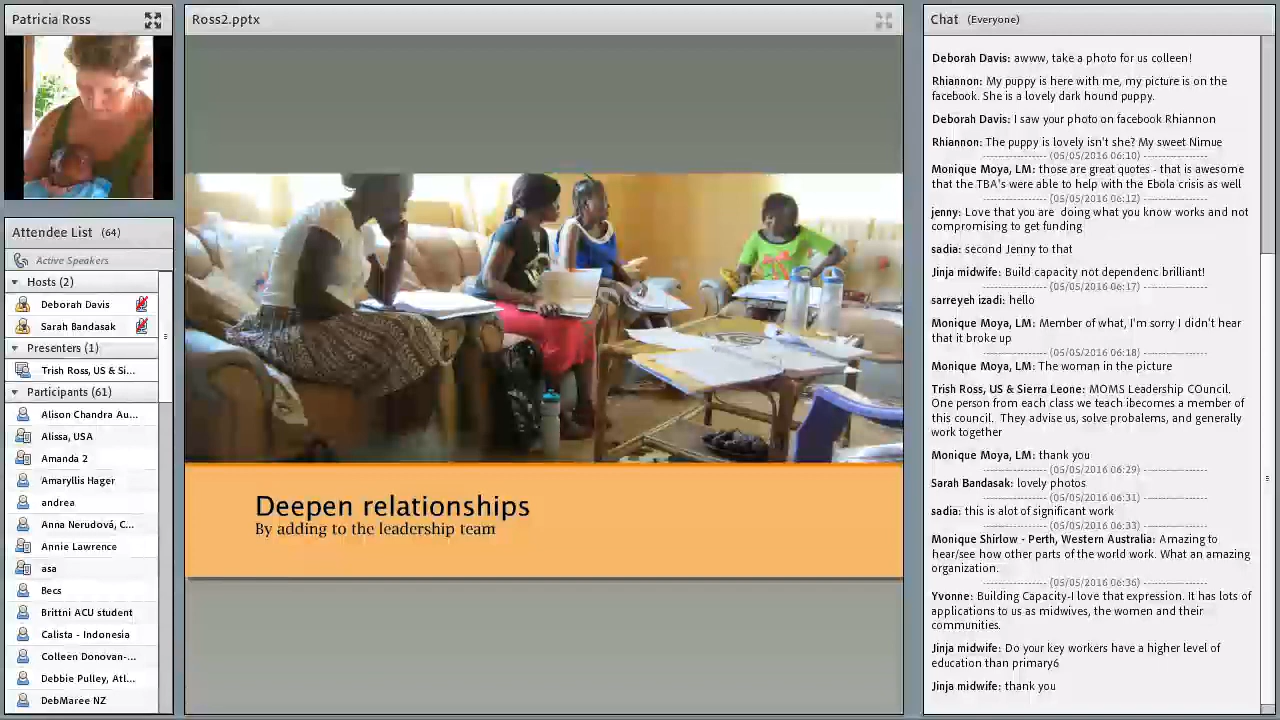 Patricia Ross
Attendee List (64)
Active Speakers
Hosts (2)
Deborah Davis
Sarah Bandasak
Presenters (1)
Trish Ross, US & Si...
Participants (61)
Alison Chandra Au...
Alissa, USA
Amanda 2
Amaryllis Hager
andrea
Anna Nerudová, C...
Annie Lawrence
asa
Becs
Brittni ACU student
Calista - Indonesia
Colleen Donovan-...
Debbie Pulley, Atl...
DebMaree NZ
Ross2.pptx
Deepen relationships
By adding to the leadership team
Chat (Everyone)
Deborah Davis: awww, take a photo for us colleen!
Rhiannon: My puppy is here with me, my picture is on the
facebook. She is a lovely dark hound puppy.
Deborah Davis: I saw your photo on facebook Rhiannon
Rhiannon: The puppy is lovely isn't she? My sweet Nimue
------------------ (05/05/2016 06:10) ------------------
Monique Moya, LM: those are great quotes - that is awesome
that the TBA's were able to help with the Ebola crisis as well
------------------ (05/05/2016 06:12) ------------------
jenny: Love that you are doing what you know works and not
compromising to get funding
sadia: second Jenny to that
Jinja midwife: Build capacity not dependenc brilliant!
------------------ (05/05/2016 06:17) ------------------
sarreyeh izadi: hello
Monique Moya, LM: Member of what, I'm sorry I didn't hear
that it broke up
------------------ (05/05/2016 06:18) ------------------
Monique Moya, LM: The woman in the picture
Trish Ross, US & Sierra Leone: MOMS Leadership COuncil.
One person from each class we teach ibecomes a member of
this council. They advise us, solve probalems, and generally
work together
Monique Moya, LM: thank you
------------------ (05/05/2016 06:29) ------------------
Sarah Bandasak: lovely photos
------------------ (05/05/2016 06:31) ------------------
sadia: this is alot of significant work
------------------ (05/05/2016 06:33) ------------------
Monique Shirlow - Perth, Western Australia: Amazing to
hear/see how other parts of the world work. What an amazing
organization.
------------------ (05/05/2016 06:36) ------------------
Yvonne: Building Capacity-I love that expression. It has lots of
applications to us as midwives, the women and their
communities.
Jinja midwife: Do your key workers have a higher level of
education than primary6
Jinja midwife: thank you